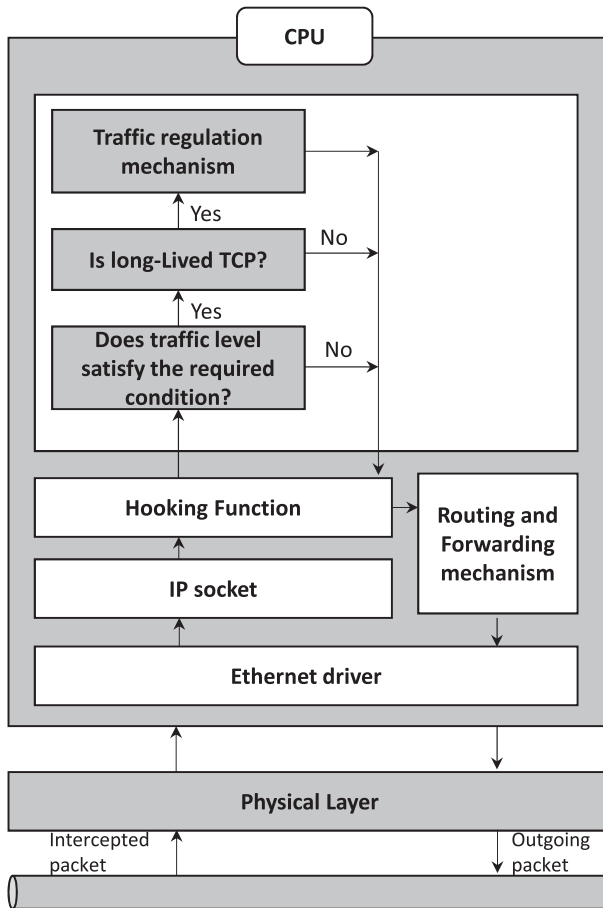 CPU
Traffic regulation
mechanism
Yes
No
Is long-Lived TCP?
Yes
Does traffic level
satisfy the required
condition?
No
Hooking Function
Routing and
Forwarding
mechanism
IP socket
Ethernet driver
Physical Layer
Intercepted
packet
Outgoing
packet